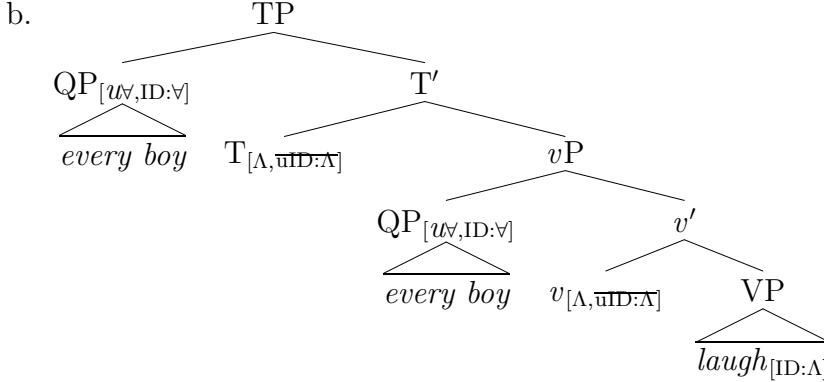 b. TP
QP[u∀,ID:∀] T′
every boy T[Λ,uID:Λ] vP
QP[u∀,ID:∀] v′
every boy v[Λ,uID:Λ] VP
laugh[ID:Λ]